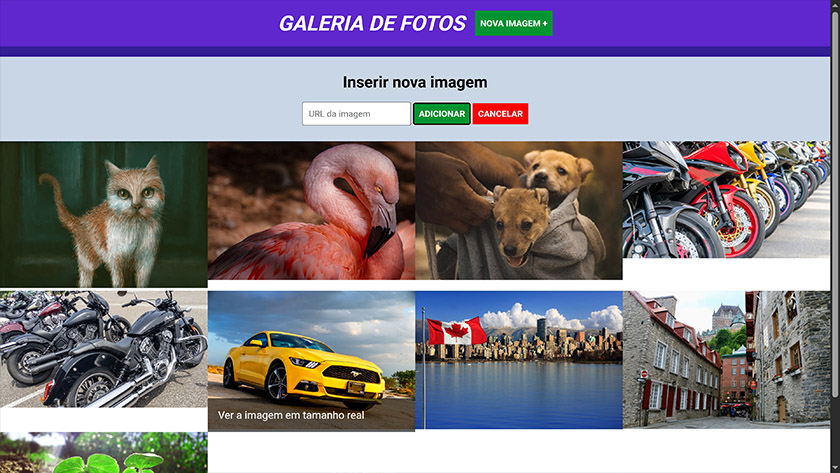 GALERIA DE FOTOS
NOVA IMAGEM +
Inserir nova imagem
URL da imagem
ADICIONAR
CANCELAR
Ver a imagem em tamanho real